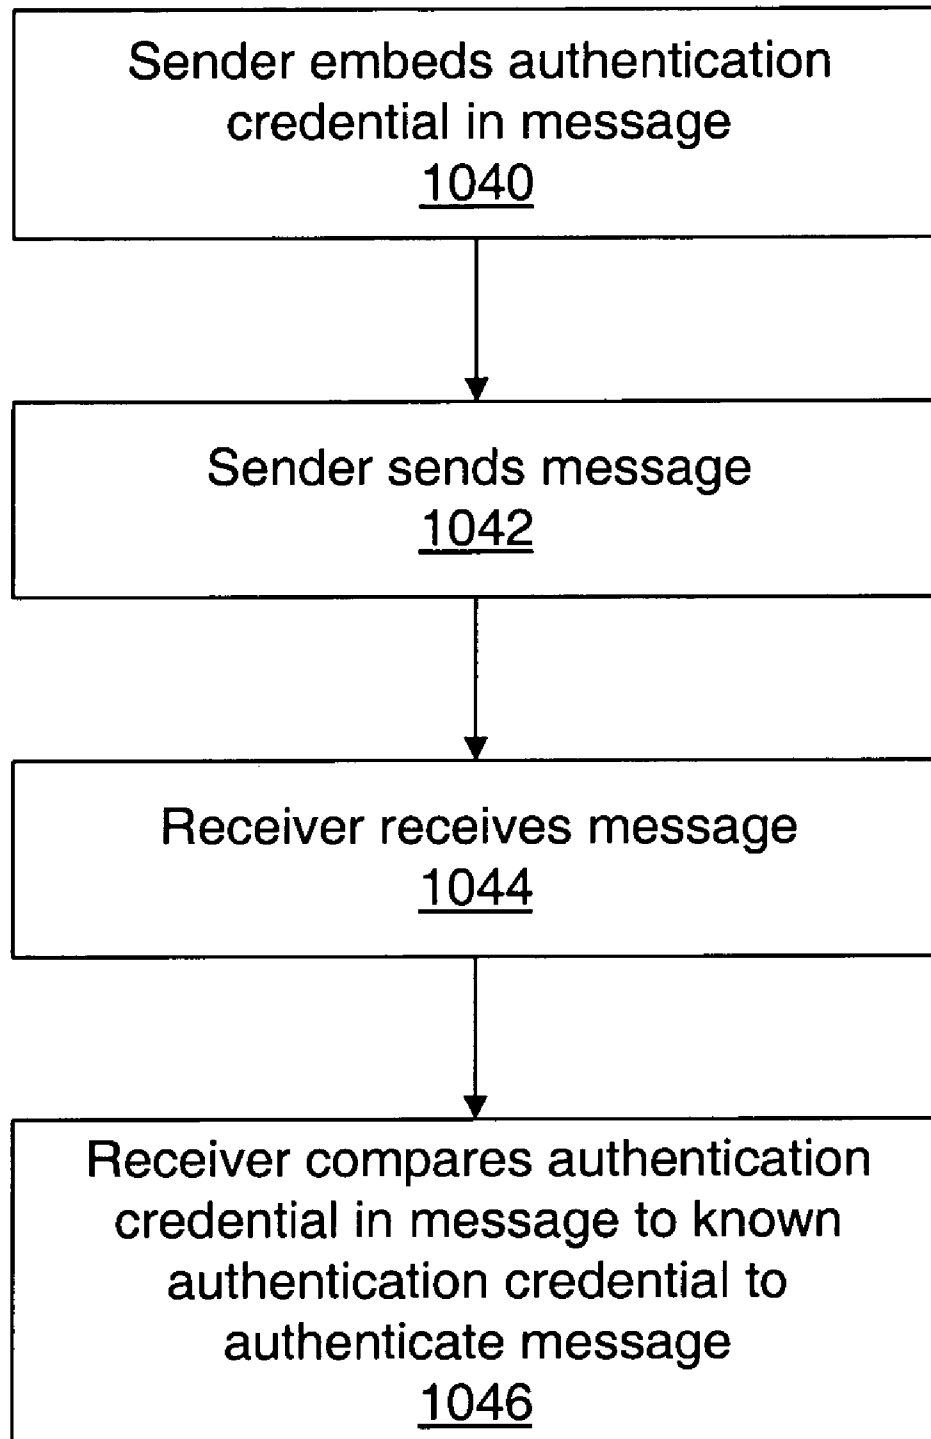 Sender embeds authentication
credential in message
1040
Sender sends message
1042
Receiver receives message
1044
Receiver compares authentication
credential in message to known
authentication credential to
authenticate message
1046